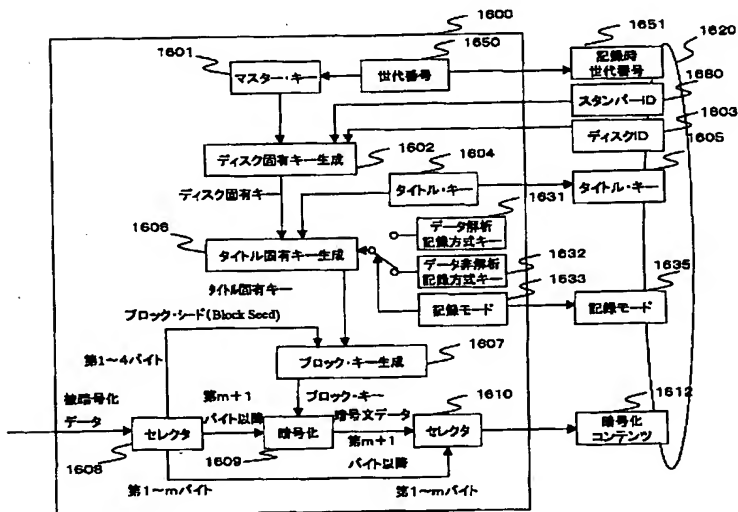 1600
1650
1651
1620
1601
マスター・キー
世代番号
記録時
世代番号
1680
スタンパーID
1603
ディスクID
1602
1604
1605
ディスク固有キー生成
ディスク固有キー
タイトル・キー
タイトル・キー
1631
データ解析
記録方式キー
1606
1632
タイトル固有キー生成
データ非解析
記録方式キー
1633
1635
タイトル固有キー
記録モード
記録モード
ブロック・シード(Block Seed)
1607
第1~4バイト
ブロック・キー生成
被暗号化
データ
第m+1
バイト以降
ブロック・キー
暗号文データ
1610
1612
セレクタ
暗号化
第m+1
バイト以降
セレクタ
暗号化
コンテンツ
1608
1609
第1~mバイト
第1~mバイト